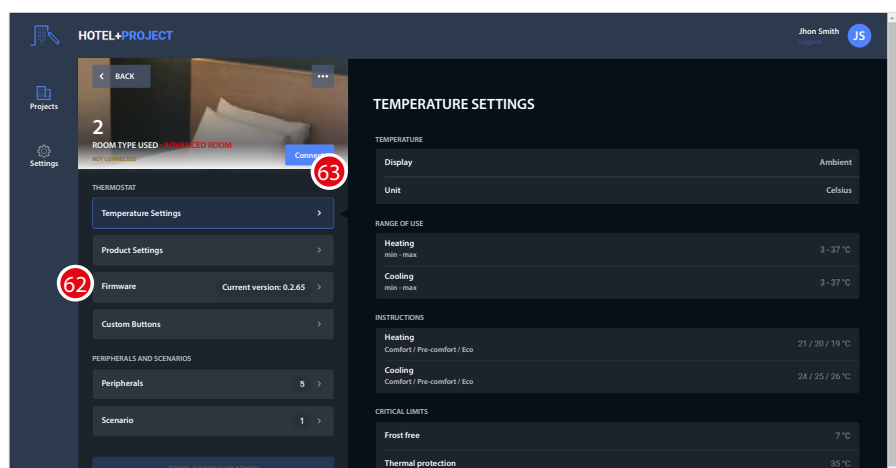 HOTEL+PROJECT
Jhon Smith
Logout
JS
Projects
Settings
BACK
2
ROOM TYPE USED ADVANCED ROOM
NOT CONNECTED
Connect
63
THERMOSTAT
Temperature Settings
Product Settings
62
Firmware Current version: 0.2.65
Custom Buttons
PERIPHERALS AND SCENARIOS
Peripherals 5
Scenario 1
SEND CONFIGURATION
TEMPERATURE SETTINGS
TEMPERATURE
Display Ambient
Unit Celsius
RANGE OF USE
Heating
min - max 3 - 37 °C
Cooling
min - max 3 - 37 °C
INSTRUCTIONS
Heating
Comfort / Pre-comfort / Eco 21 / 20 / 19 °C
Cooling
Comfort / Pre-comfort / Eco 24 / 25 / 26 °C
CRITICAL LIMITS
Frost free 7 °C
Thermal protection 35 °C